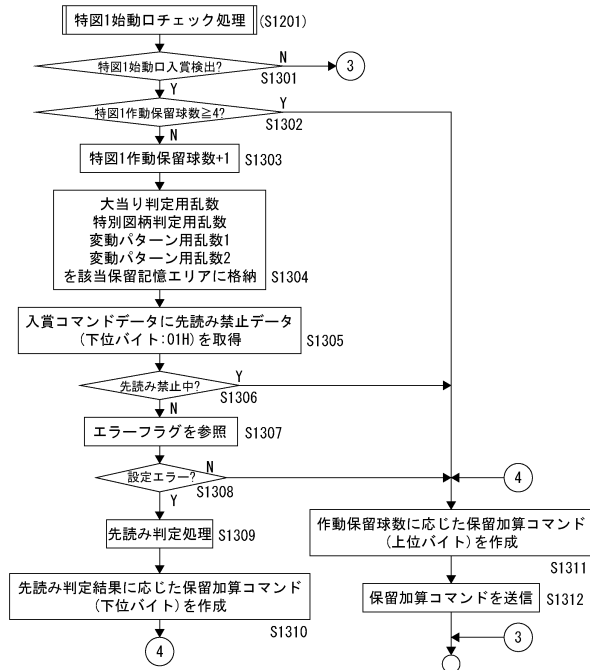 特図1始動口チェック処理 (S1201)
特図1始動口入賞検出? N
S1301
3
Y
特図1作動保留球数≧4? Y
S1302
N
特図1作動保留球数+1 S1303
大当り判定用乱数
特別図柄判定用乱数
変動パターン用乱数1
変動パターン用乱数2
を該当保留記憶エリアに格納 S1304
入賞コマンドデータに先読み禁止データ
(下位バイト:01H)を取得 S1305
先読み禁止中? Y
S1306
N
エラーフラグを参照 S1307
設定エラー? N
S1308
Y
4
先読み判定処理 S1309
先読み判定結果に応じた保留加算コマンド
(下位バイト)を作成
S1310
4
作動保留球数に応じた保留加算コマンド
(上位バイト)を作成
S1311
保留加算コマンドを送信 S1312
3